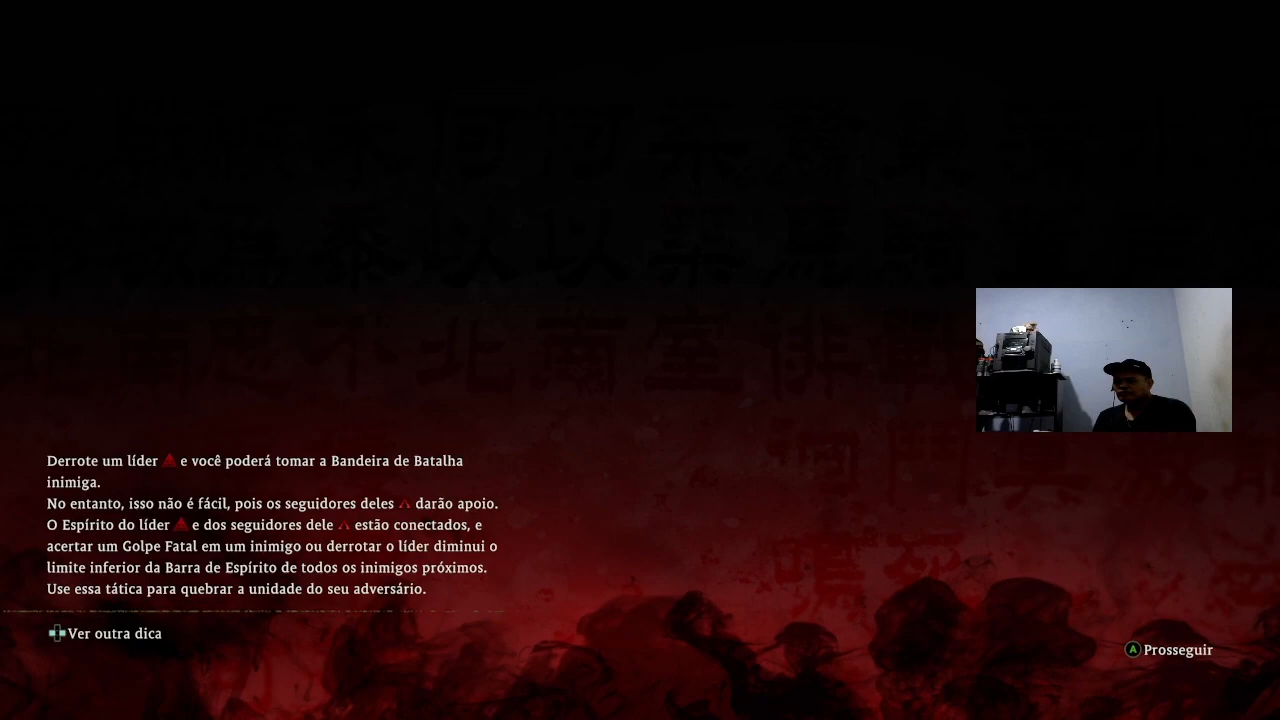 Derrote um líder e você poderá tomar a Bandeira de Batalha
inimiga.
No entanto, isso não é fácil, pois os seguidores deles darão apoio.
O Espírito do líder e dos seguidores dele estão conectados, e
acertar um Golpe Fatal em um inimigo ou derrotar o líder diminui o
limite inferior da Barra de Espírito de todos os inimigos próximos.
Use essa tática para quebrar a unidade do seu adversário.
Ver outra dica
A Prosseguir